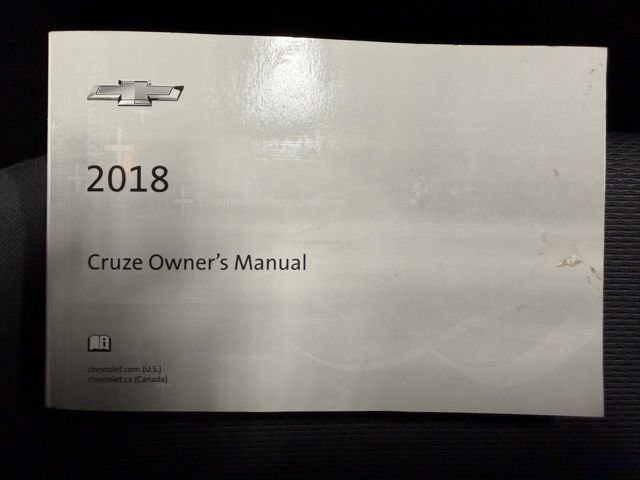 2018
Cruze Owner's Manual
chevrolet.com (U.S.)
chevrolet.ca (Canada)